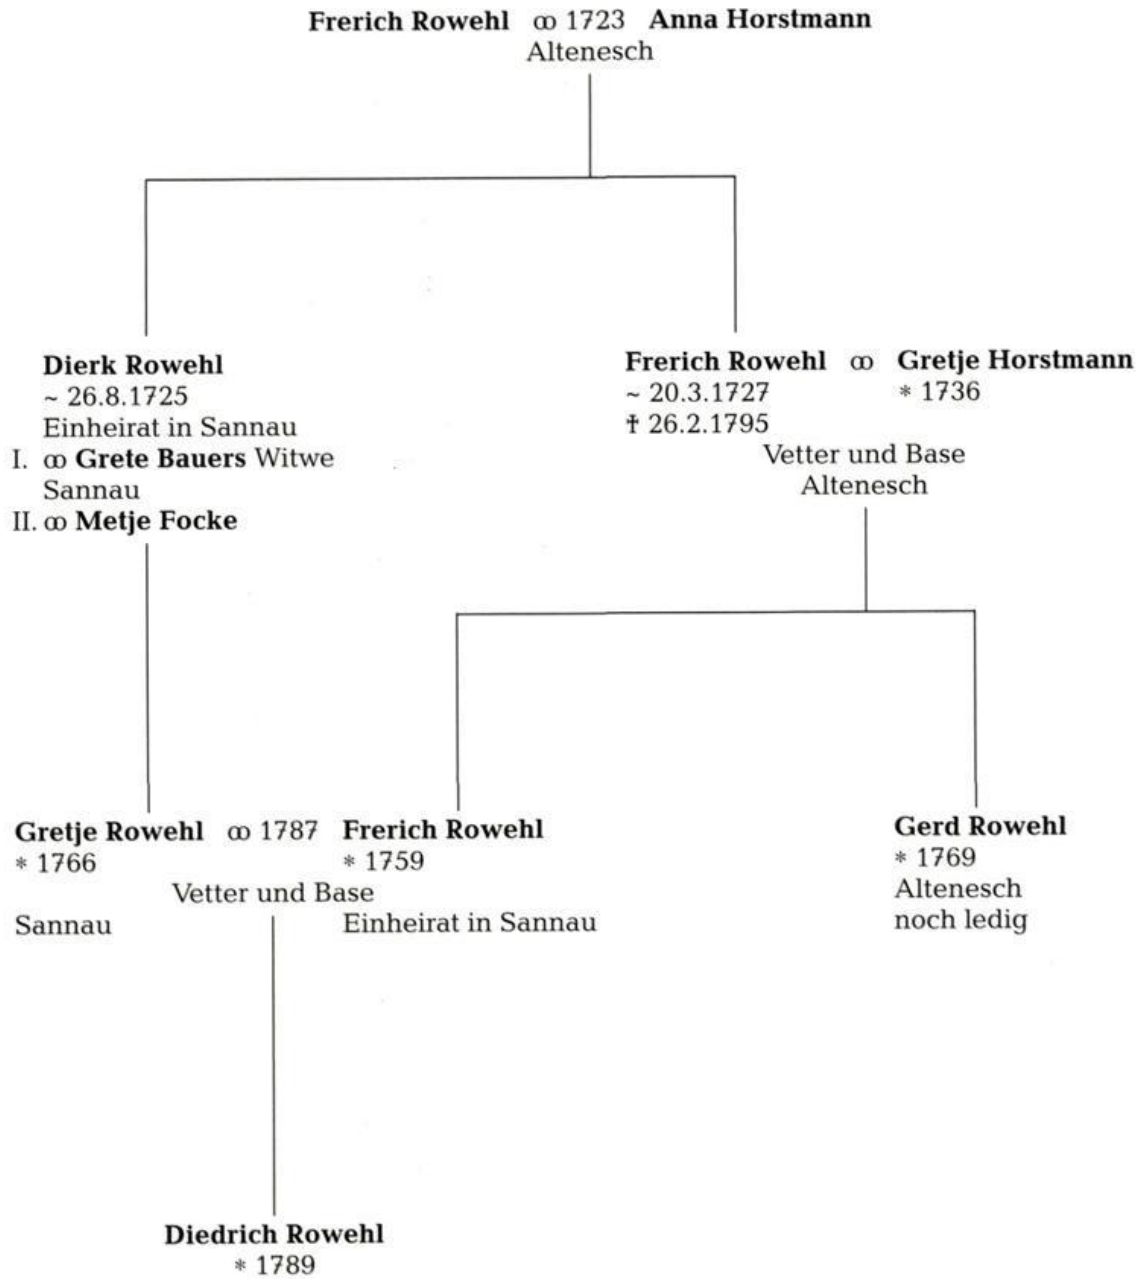 Frerich Rowehl ꝏ 1723 Anna Horstmann
Altenesch
Dierk Rowehl
~ 26.8.1725
Einheirat in Sannau
I. ꝏ Grete Bauers Witwe
Sannau
II. ꝏ Metje Focke
Frerich Rowehl ꝏ Gretje Horstmann
~ 20.3.1727 * 1736
† 26.2.1795
Vetter und Base
Altenesch
Gretje Rowehl ꝏ 1787 Frerich Rowehl
* 1766 * 1759
Vetter und Base
Sannau Einheirat in Sannau
Gerd Rowehl
* 1769
Altenesch
noch ledig
Diedrich Rowehl
* 1789